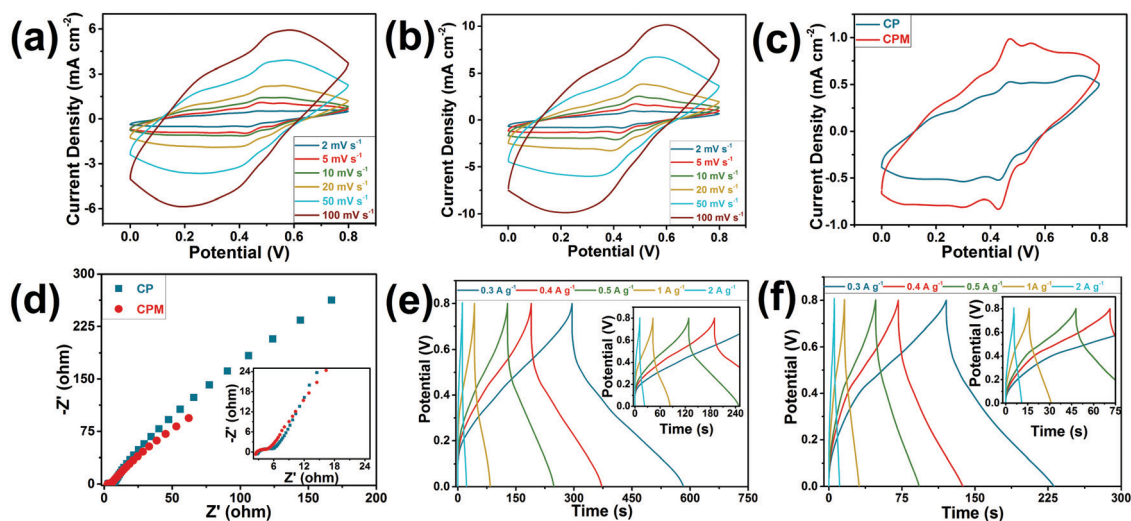 (a)
Current Density (mA cm⁻²)
6
3
0
-3
-6
0.0
0.2
0.4
0.6
0.8
Potential (V)
2 mV s⁻¹
5 mV s⁻¹
10 mV s⁻¹
20 mV s⁻¹
50 mV s⁻¹
100 mV s⁻¹
(b)
Current Density (mA cm⁻²)
10
5
0
-5
-10
0.0
0.2
0.4
0.6
0.8
Potential (V)
2 mV s⁻¹
5 mV s⁻¹
10 mV s⁻¹
20 mV s⁻¹
50 mV s⁻¹
100 mV s⁻¹
(c)
CP
CPM
Current Density (mA cm⁻²)
1.0
0.5
0.0
-0.5
-1.0
0.0
0.2
0.4
0.6
0.8
Potential (V)
(d)
CP
CPM
-Z' (ohm)
300
225
150
75
0
0
50
100
150
200
Z' (ohm)
-Z' (ohm)
24
18
12
6
0
6
12
18
24
Z' (ohm)
(e)
0.3 A g⁻¹
0.4 A g⁻¹
0.5 A g⁻¹
1 A g⁻¹
2 A g⁻¹
Potential (V)
0.8
0.6
0.4
0.2
0.0
0
150
300
450
600
750
Time (s)
Potential (V)
0.8
0.6
0.4
0.2
0.0
0
60
120
180
240
Time (s)
(f)
0.3 A g⁻¹
0.4 A g⁻¹
0.5 A g⁻¹
1A g⁻¹
2 A g⁻¹
Potential (V)
0.8
0.6
0.4
0.2
0.0
0
75
150
225
300
Time (s)
Potential (V)
0.8
0.6
0.4
0.2
0.0
0
15
30
45
60
75
Time (s)